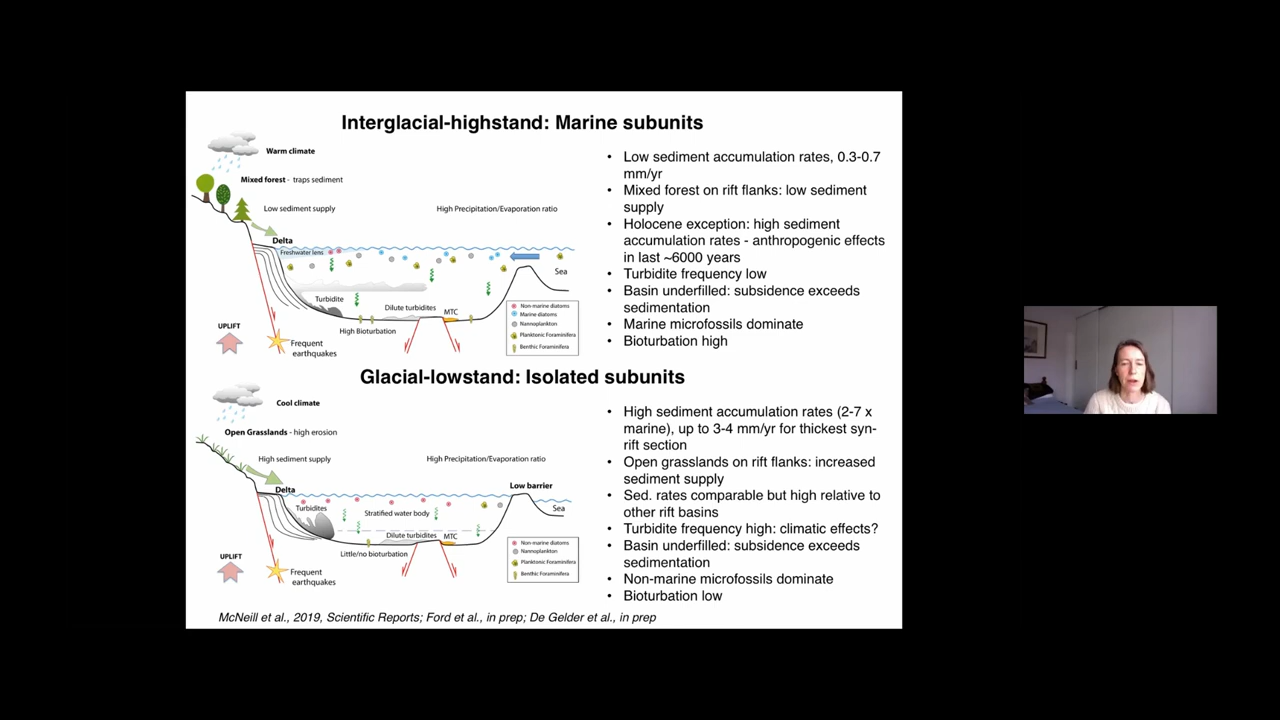 Interglacial-highstand: Marine subunits
Warm climate
Mixed forest - traps sediment
Low sediment supply
High Precipitation/Evaporation ratio
Delta
Freshwater lens
Sea
Turbidite
Dilute turbidites
MTC
High Bioturbation
UPLIFT
Frequent
earthquakes
Non-marine diatoms
Marine diatoms
Nannoplankton
Planktonic Foraminifera
Benthic Foraminifera
• Low sediment accumulation rates, 0.3-0.7
mm/yr
• Mixed forest on rift flanks: low sediment
supply
• Holocene exception: high sediment
accumulation rates - anthropogenic effects
in last ~6000 years
• Turbidite frequency low
• Basin underfilled: subsidence exceeds
sedimentation
• Marine microfossils dominate
• Bioturbation high
Glacial-lowstand: Isolated subunits
Cool climate
Open Grasslands - high erosion
High sediment supply
High Precipitation/Evaporation ratio
Delta
Low barrier
Turbidites
Stratified water body
Sea
Dilute turbidites
MTC
Little/no bioturbation
UPLIFT
Frequent
earthquakes
Non-marine diatoms
Nannoplankton
Planktonic Foraminifera
Benthic Foraminifera
• High sediment accumulation rates (2-7 x
marine), up to 3-4 mm/yr for thickest syn-
rift section
• Open grasslands on rift flanks: increased
sediment supply
• Sed. rates comparable but high relative to
other rift basins
• Turbidite frequency high: climatic effects?
• Basin underfilled: subsidence exceeds
sedimentation
• Non-marine microfossils dominate
• Bioturbation low
McNeill et al., 2019, Scientific Reports; Ford et al., in prep; De Gelder et al., in prep